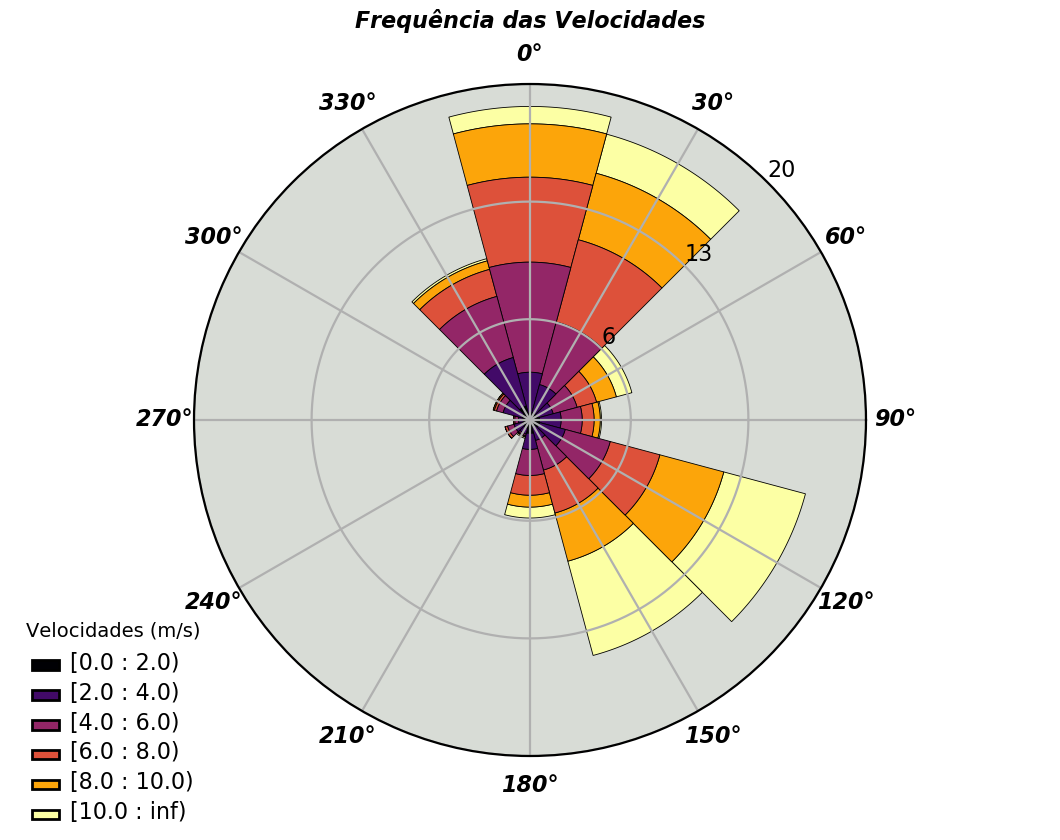 Frequência das Velocidades
0°
330°
30°
20
300°
60°
13
6
270°
90°
240°
120°
210°
150°
180°
Velocidades (m/s)
[0.0 : 2.0)
[2.0 : 4.0)
[4.0 : 6.0)
[6.0 : 8.0)
[8.0 : 10.0)
[10.0 : inf)